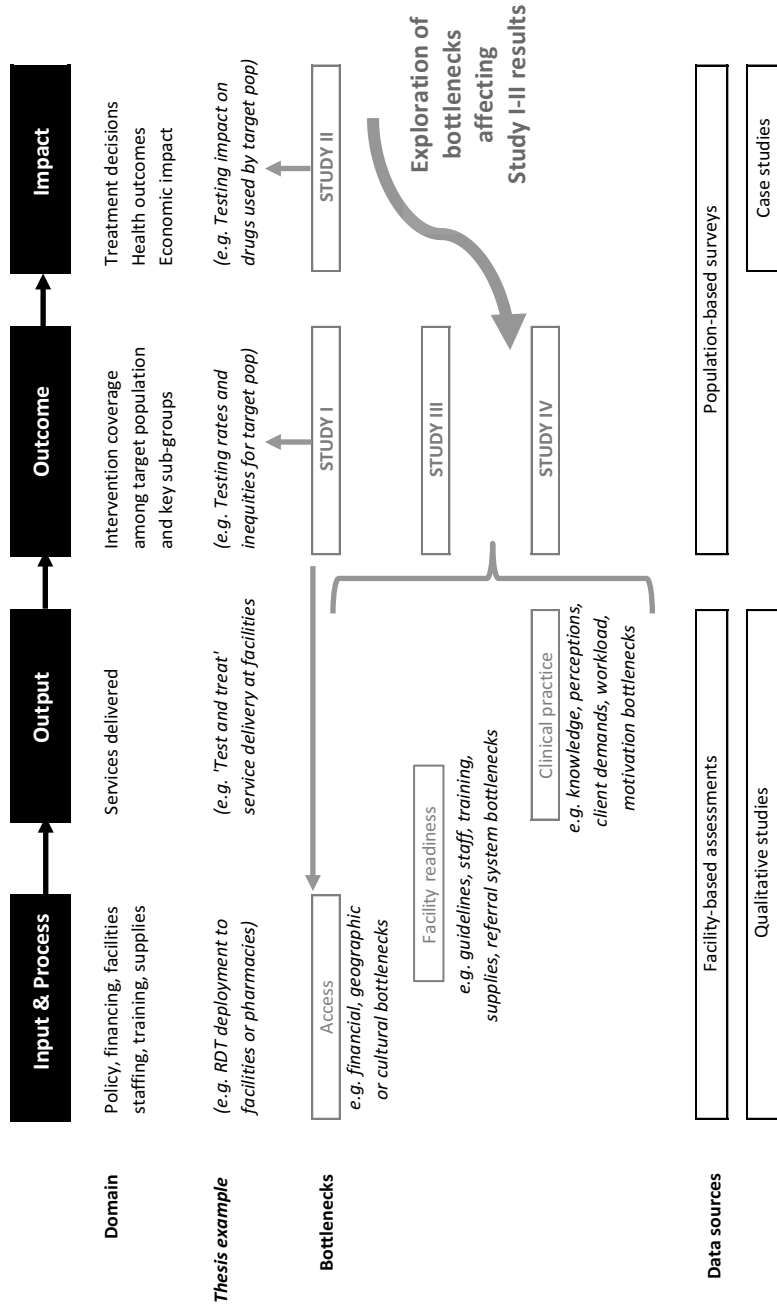 Input & Process
Output
Outcome
Impact
Domain
Policy, financing, facilities
staffing, training, supplies
Services delivered
Intervention coverage
among target population
and key sub-groups
Treatment decisions
Health outcomes
Economic impact
Thesis example
(e.g. RDT deployment to
facilities or pharmacies)
(e.g. 'Test and treat'
service delivery at facilities
(e.g. Testing rates and
inequities for target pop)
(e.g. Testing impact on
drugs used by target pop)
Bottlenecks
Access
e.g. financial, geographic
or cultural bottlenecks
STUDY I
STUDY II
Facility readiness
e.g. guidelines, staff, training,
supplies, referral system bottlenecks
STUDY III
Clinical practice
e.g. knowledge, perceptions,
client demands, workload,
motivation bottlenecks
STUDY IV
Exploration of
bottlenecks
affecting
Study I-II results
Data sources
Facility-based assessments
Population-based surveys
Qualitative studies
Case studies